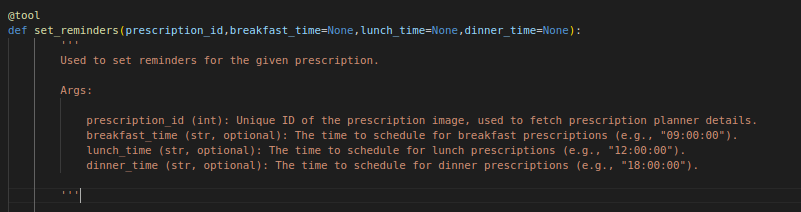 @tool
def set_reminders(prescription_id,breakfast_time=None,lunch_time=None,dinner_time=None):
'''
Used to set reminders for the given prescription.
Args:
prescription_id (int): Unique ID of the prescription image, used to fetch prescription planner details.
breakfast_time (str, optional): The time to schedule for breakfast prescriptions (e.g., "09:00:00").
lunch_time (str, optional): The time to schedule for lunch prescriptions (e.g., "12:00:00").
dinner_time (str, optional): The time to schedule for dinner prescriptions (e.g., "18:00:00").
'''